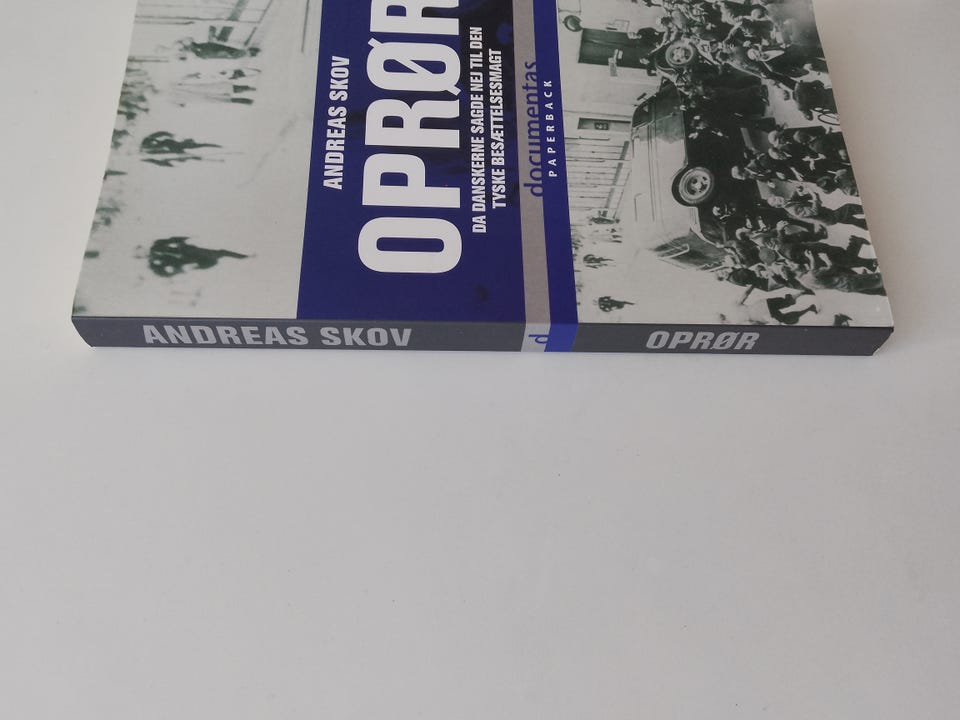 ANDREAS SKOV
OPRØR
DA DANSKERNE SAGDE NEJ TIL DEN
TYSKE BESÆTTELSESMAGT
documentas
PAPERBACK
ANDREAS SKOV
d
OPRØR